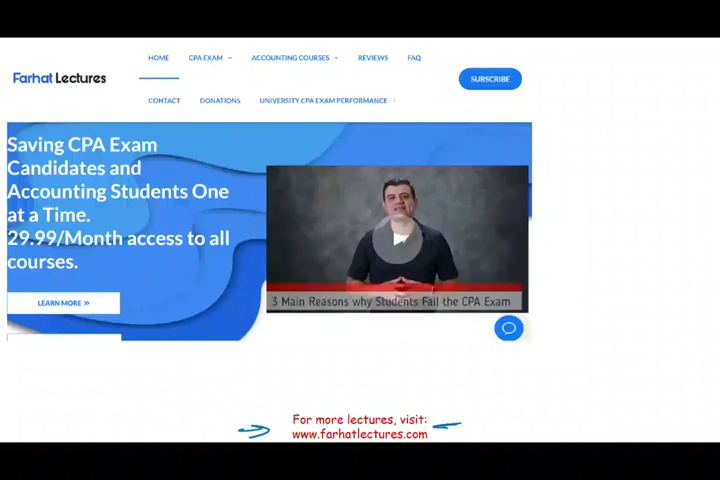 HOME
CPA EXAM
ACCOUNTING COURSES
REVIEWS
FAQ
Farhat Lectures
SUBSCRIBE
CONTACT
DONATIONS
UNIVERSITY CPA EXAM PERFORMANCE
Saving CPA Exam
Candidates and
Accounting Students One
at a Time.
29.99/Month access to all
courses.
LEARN MORE »
3 Main Reasons why Students Fail the CPA Exam
For more lectures, visit:
www.farhatlectures.com